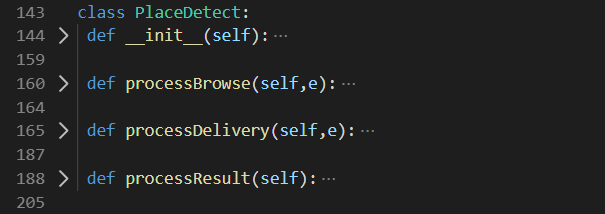 143 class PlaceDetect:
144 > def __init__(self):···
159
160 > def processBrowse(self,e):···
164
165 > def processDelivery(self,e):···
187
188 > def processResult(self):···
205